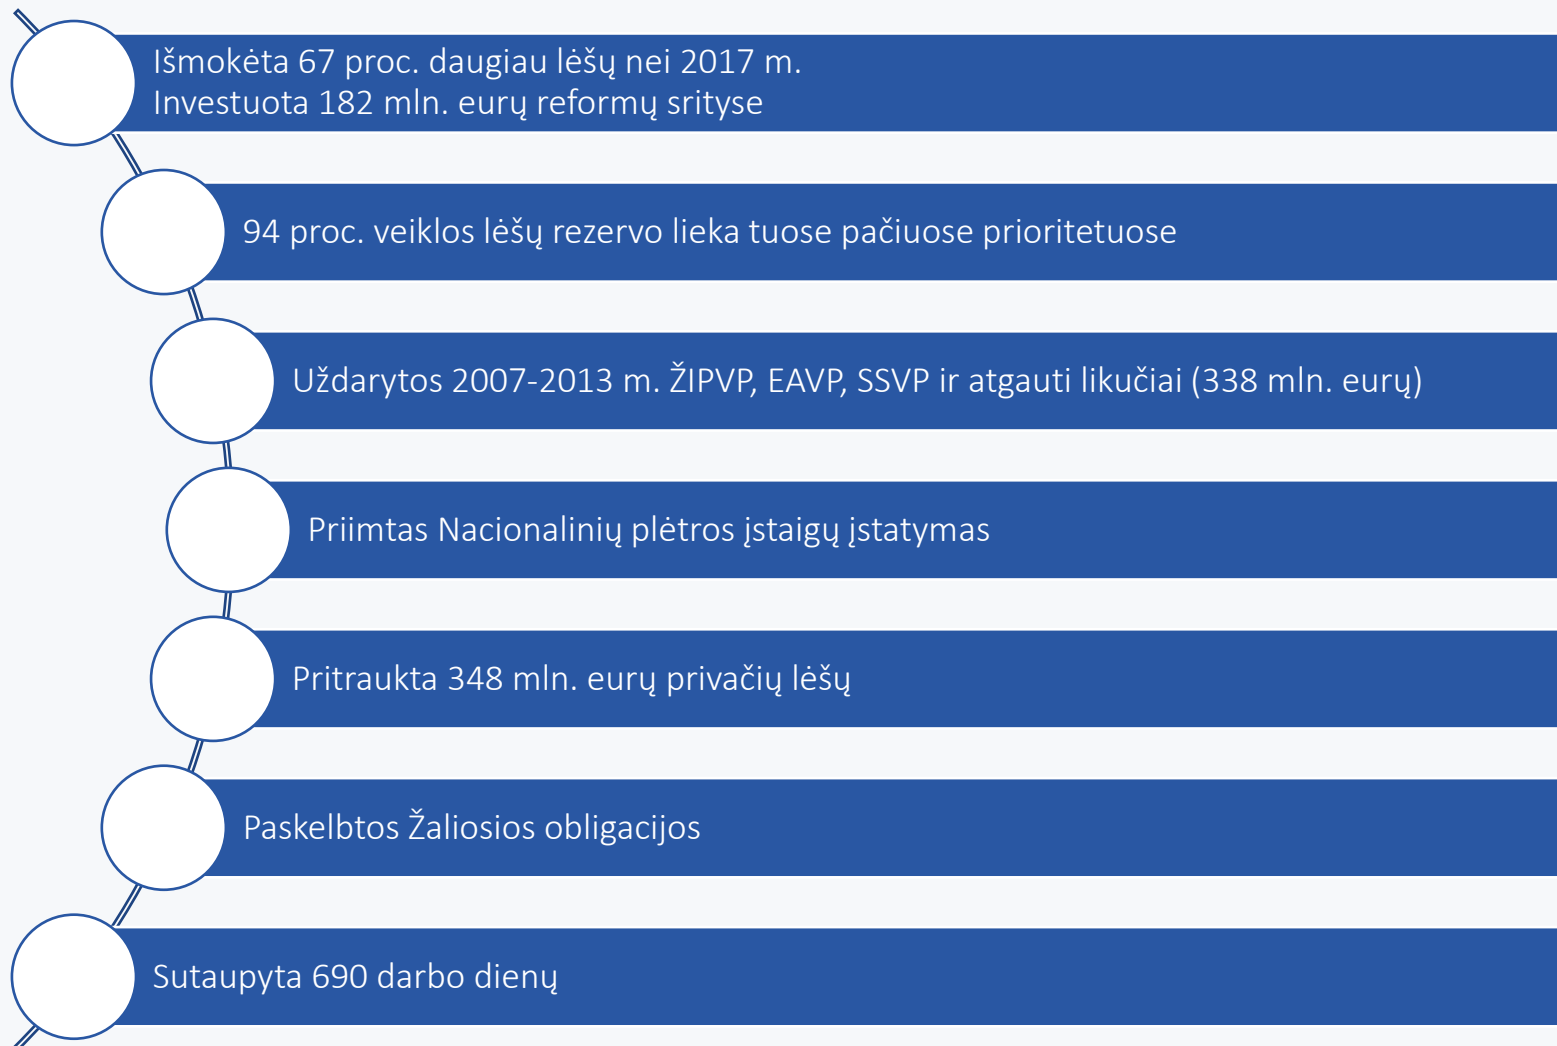 Išmokėta 67 proc. daugiau lėšų nei 2017 m.
Investuota 182 mln. eurų reformų srityse
94 proc. veiklos lėšų rezervo lieka tuose pačiuose prioritetuose
Uždarytos 2007-2013 m. ŽIPVP, EAVP, SSVP ir atgauti likučiai (338 mln. eurų)
Priimtas Nacionalinių plėtros įstaigų įstatymas
Pritraukta 348 mln. eurų privačių lėšų
Paskelbtos Žaliosios obligacijos
Sutaupyta 690 darbo dienų